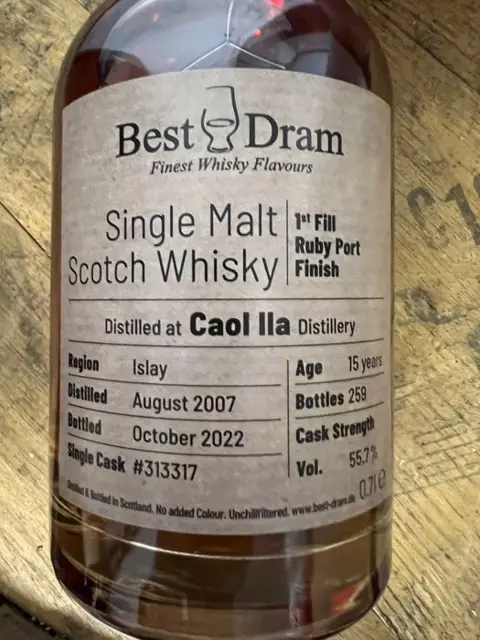 Best Dram
Finest Whisky Flavours
Single Malt
Scotch Whisky
1st Fill
Ruby Port
Finish
Distilled at Caol Ila Distillery
Region Islay
Distilled August 2007
Bottled October 2022
Single Cask #313317
Age 15 years
Bottles 259
Cask Strength
Vol. 55.7%
Distilled & Bottled in Scotland. No added Colour. Unchillfiltered. www.best-dram.de 0.7l e